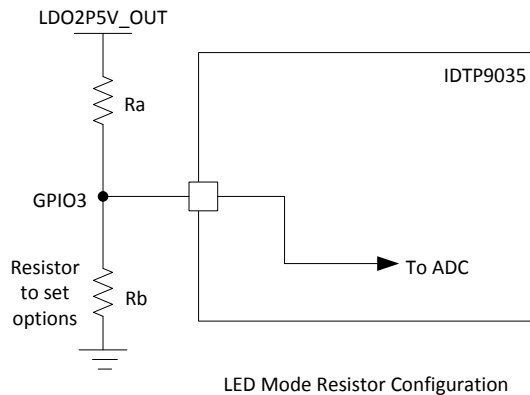 LDO2P5V_OUT
IDTP9035
Ra
GPIO3
To ADC
Resistor
to set
options
Rb
LED Mode Resistor Configuration